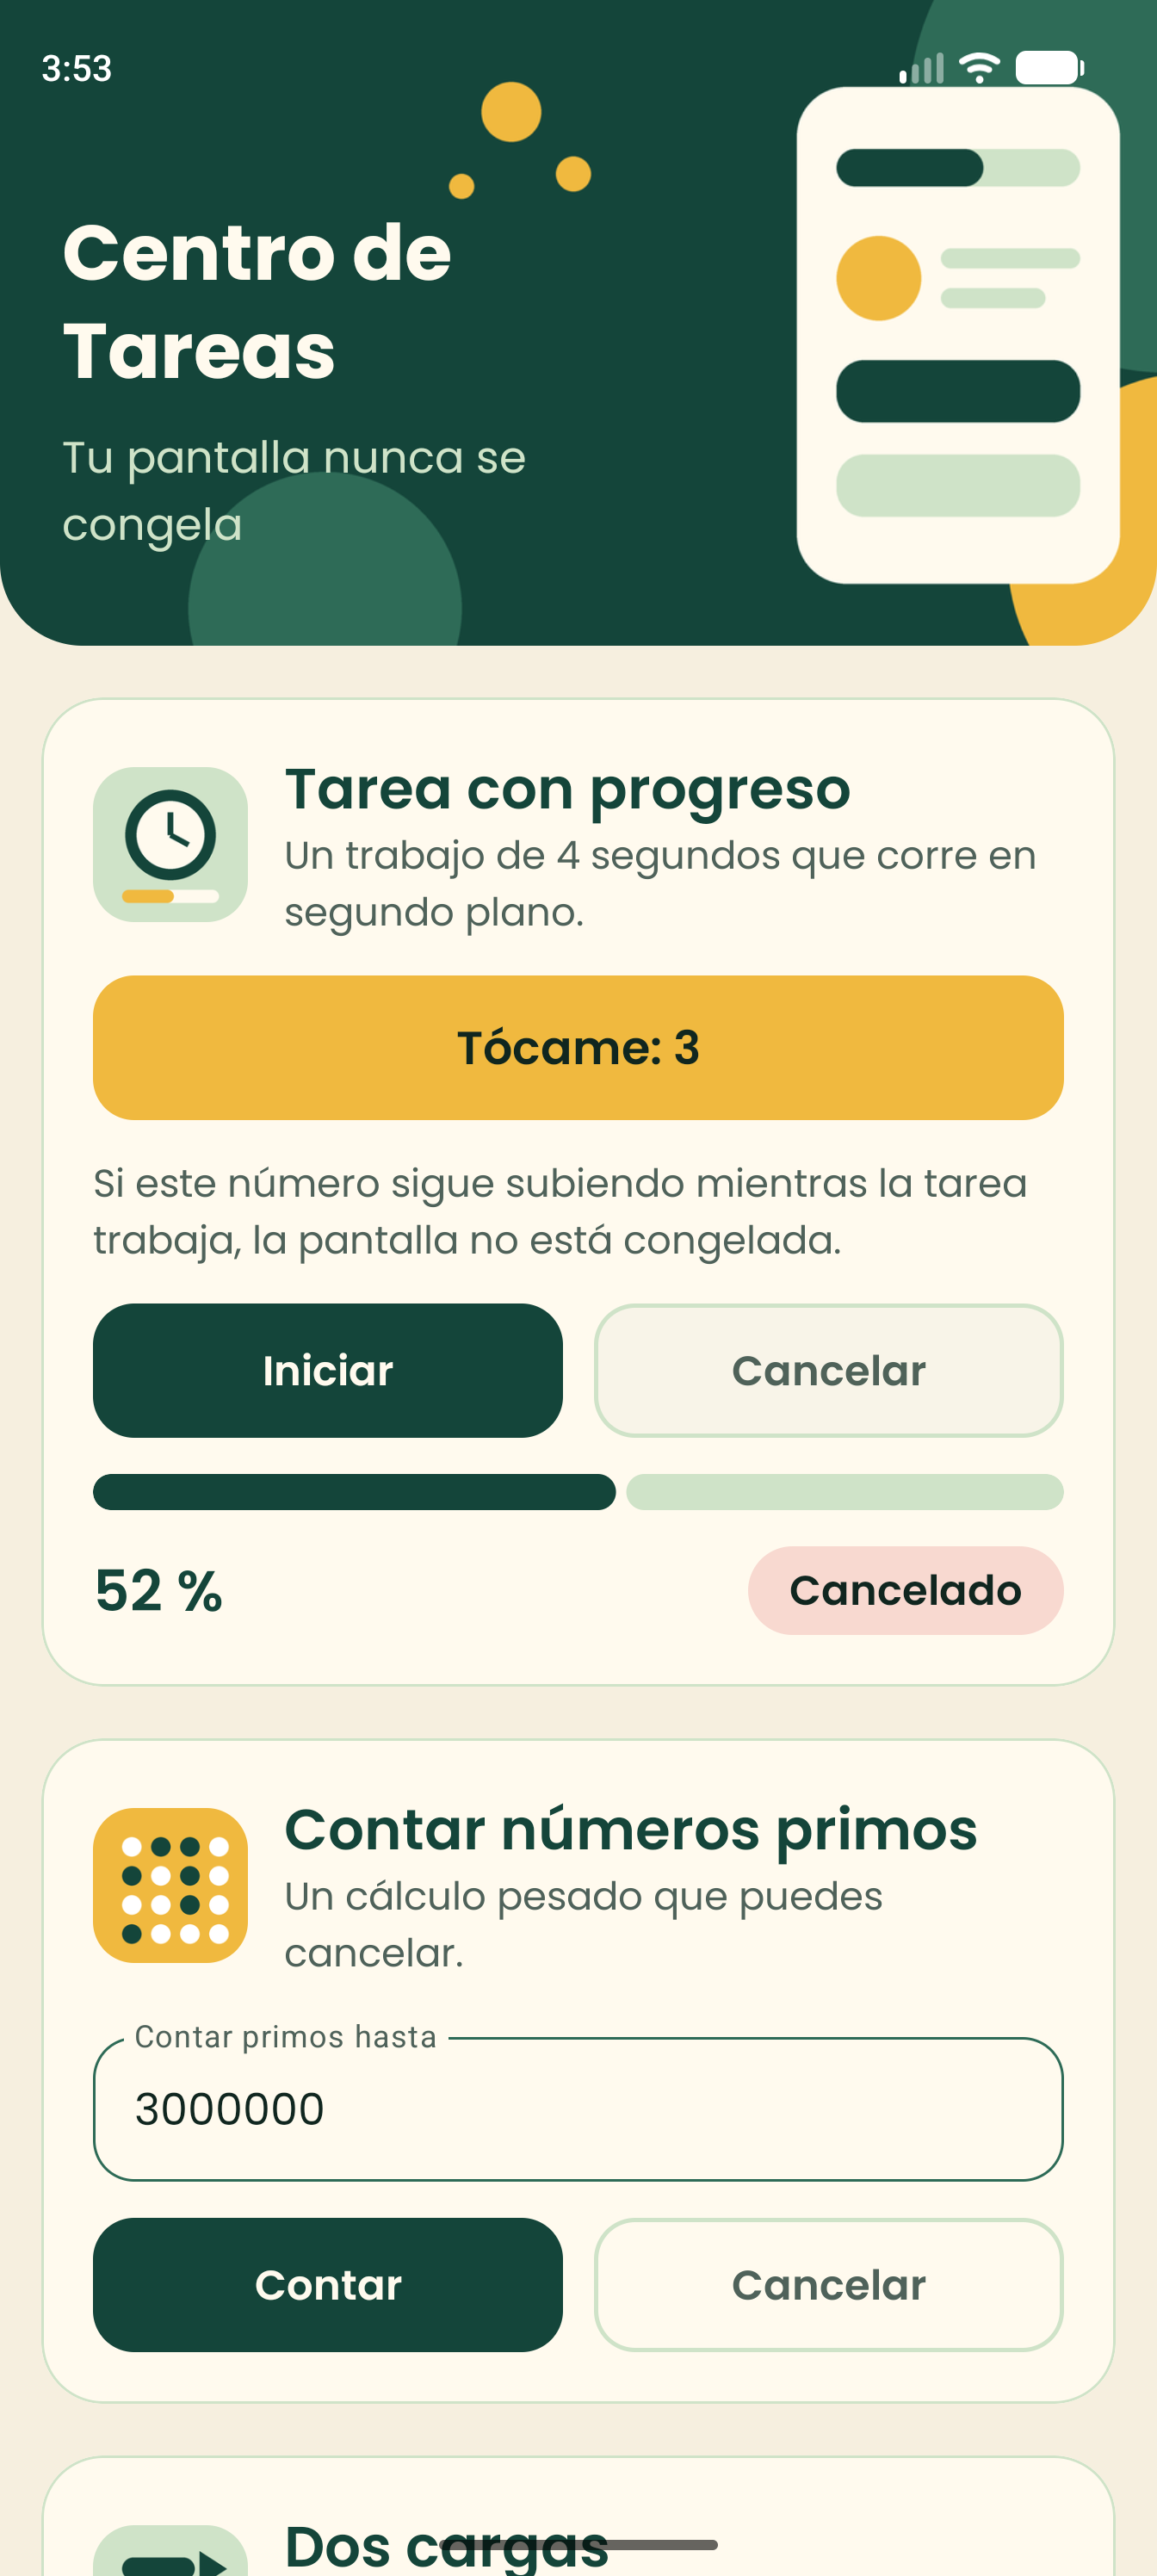 3:53
Centro de
Tareas
Tu pantalla nunca se
congela
Tarea con progreso
Un trabajo de 4 segundos que corre en
segundo plano.
Tócame: 3
Si este número sigue subiendo mientras la tarea
trabaja, la pantalla no está congelada.
Iniciar
Cancelar
52 %
Cancelado
Contar números primos
Un cálculo pesado que puedes
cancelar.
Contar primos hasta
3000000
Contar
Cancelar
Dos cargas